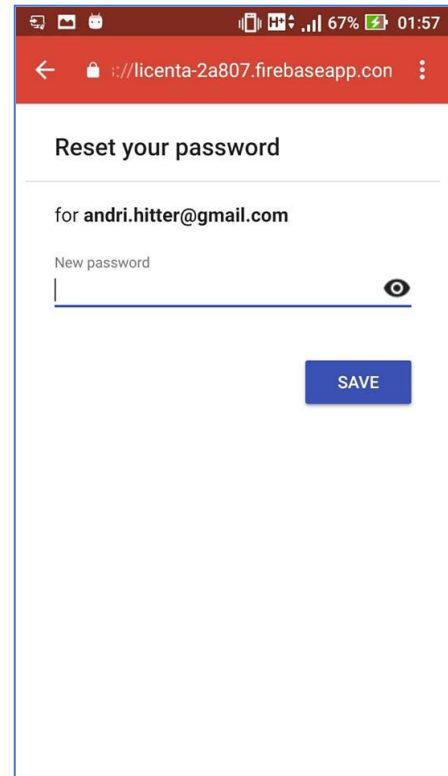 H+ 67% 01:57
://licenta-2a807.firebaseapp.con
Reset your password
for andri.hitter@gmail.com
New password
SAVE